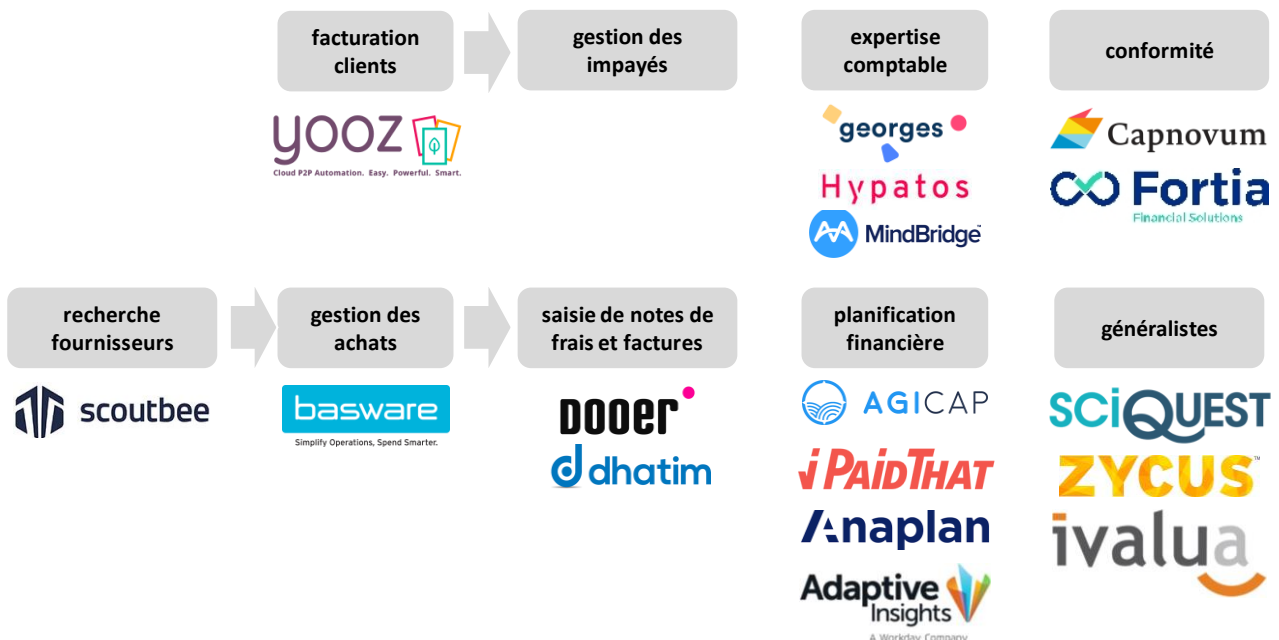 facturation
clients
gestion des
impayés
expertise
comptable
conformité
yooz
Cloud P2P Automation. Easy. Powerful. Smart.
georges
Hypatos
MindBridge
Capnovum
Fortia
Financial Solutions
recherche
fournisseurs
gestion des
achats
saisie de notes de
frais et factures
planification
financière
généralistes
scoutbee
basware
Simplify Operations, Spend Smarter.
DOOer
dhatim
AGICAP
i PAiDTHAT
Anaplan
Adaptive
Insights
A Workday Company
SCiQUEST
ZYCUS™
ivalua